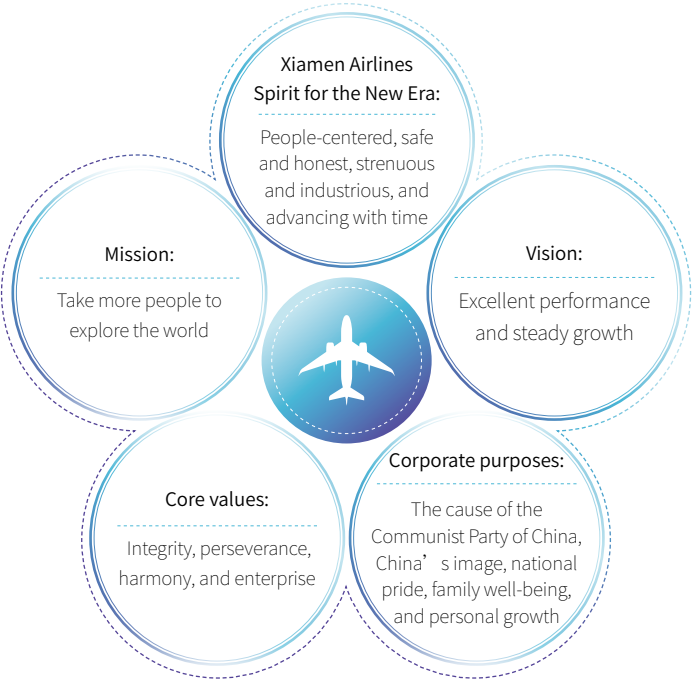 Xiamen Airlines
Spirit for the New Era:
People-centered, safe
and honest, strenuous
and industrious, and
advancing with time
Mission:
Take more people to
explore the world
Vision:
Excellent performance
and steady growth
Core values:
Integrity, perseverance,
harmony, and enterprise
Corporate purposes:
The cause of the
Communist Party of China,
China’ s image, national
pride, family well-being,
and personal growth